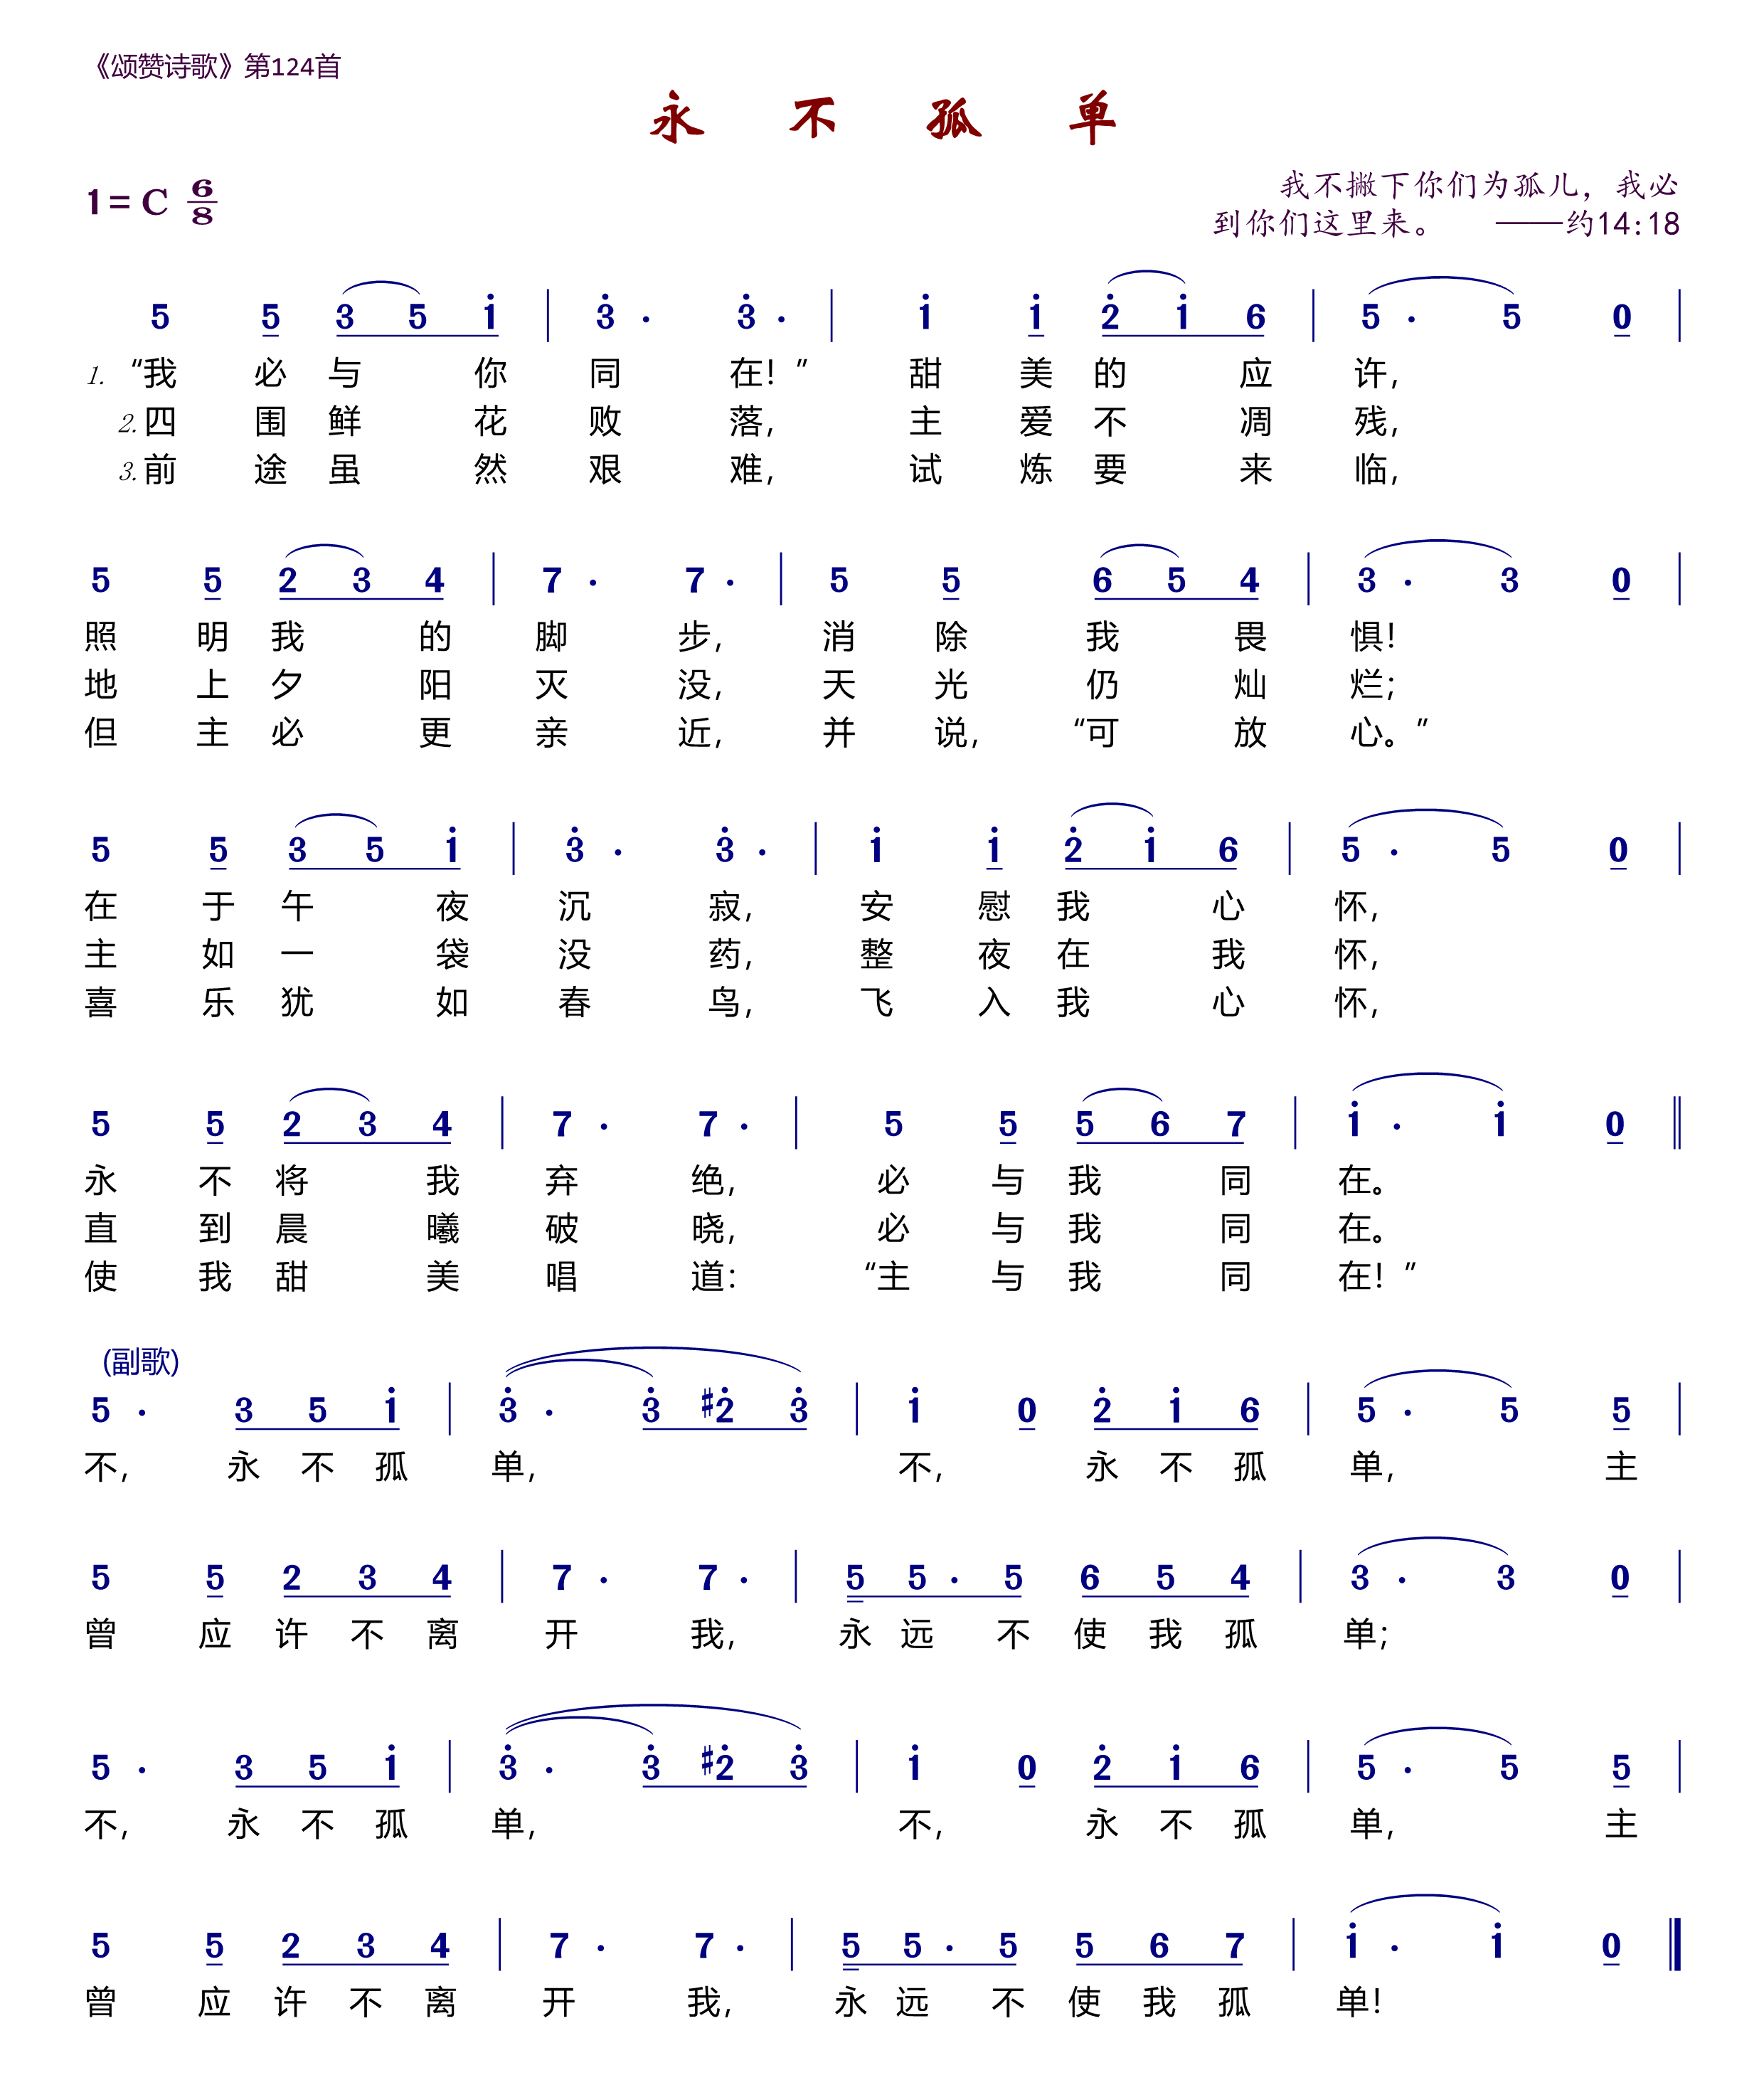 《颂赞诗歌》第124首
永 不 孤 单
1=C 6/8
我不撇下你们为孤儿，我必
到你们这里来。 ——约14:18
5 5 3 5 i | 3 · 3 · | i i 2 i 6 | 5 · 5 0 |
1. “我 必 与 你 同 在！” 甜 美 的 应 许，
2. 四 围 鲜 花 败 落， 主 爱 不 凋 残，
3. 前 途 虽 然 艰 难， 试 炼 要 来 临，
5 5 2 3 4 | 7 · 7 · | 5 5 6 5 4 | 3 · 3 0 |
照 明 我 的 脚 步， 消 除 我 畏 惧！
地 上 夕 阳 灭 没， 天 光 仍 灿 烂；
但 主 必 更 亲 近， 并 说， “可 放 心。”
5 5 3 5 i | 3 · 3 · | i i 2 i 6 | 5 · 5 0 |
在 于 午 夜 沉 寂， 安 慰 我 心 怀，
主 如 一 袋 没 药， 整 夜 在 我 怀，
喜 乐 犹 如 春 鸟， 飞 入 我 心 怀，
5 5 2 3 4 | 7 · 7 · | 5 5 5 6 7 | i · i 0 ‖
永 不 将 我 弃 绝， 必 与 我 同 在。
直 到 晨 曦 破 晓， 必 与 我 同 在。
使 我 甜 美 唱 道： “主 与 我 同 在！”
(副歌)
5 · 3 5 i | 3 · 3 #2 3 | i 0 2 i 6 | 5 · 5 5 |
不， 永 不 孤 单， 不， 永 不 孤 单， 主
5 5 2 3 4 | 7 · 7 · | 5 5 · 5 6 5 4 | 3 · 3 0 |
曾 应 许 不 离 开 我， 永 远 不 使 我 孤 单；
5 · 3 5 i | 3 · 3 #2 3 | i 0 2 i 6 | 5 · 5 5 |
不， 永 不 孤 单， 不， 永 不 孤 单， 主
5 5 2 3 4 | 7 · 7 · | 5 5 · 5 5 6 7 | i · i 0 ‖
曾 应 许 不 离 开 我， 永 远 不 使 我 孤 单！